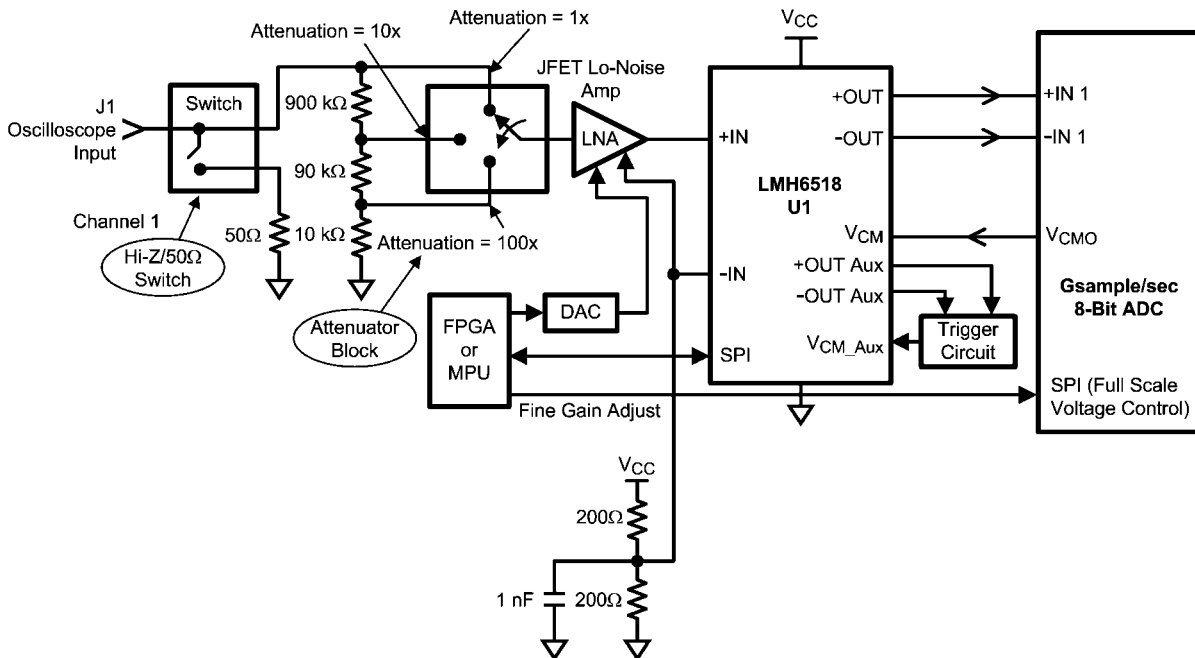 Attenuation = 1x
VCC
Attenuation = 10x
JFET Lo-Noise
Amp
J1
Oscilloscope
Input
Switch
900 kΩ
LNA
+IN
+OUT
+IN 1
−OUT
−IN 1
90 kΩ
LMH6518
U1
Channel 1
Hi-Z/50Ω
Switch
50Ω
10 kΩ
Attenuation = 100x
VCM
VCMO
−IN
+OUT Aux
−OUT Aux
Gsample/sec
8-Bit ADC
Attenuator
Block
FPGA
or
MPU
DAC
SPI
VCM_Aux
Trigger
Circuit
Fine Gain Adjust
SPI (Full Scale
Voltage Control)
VCC
200Ω
1 nF
200Ω